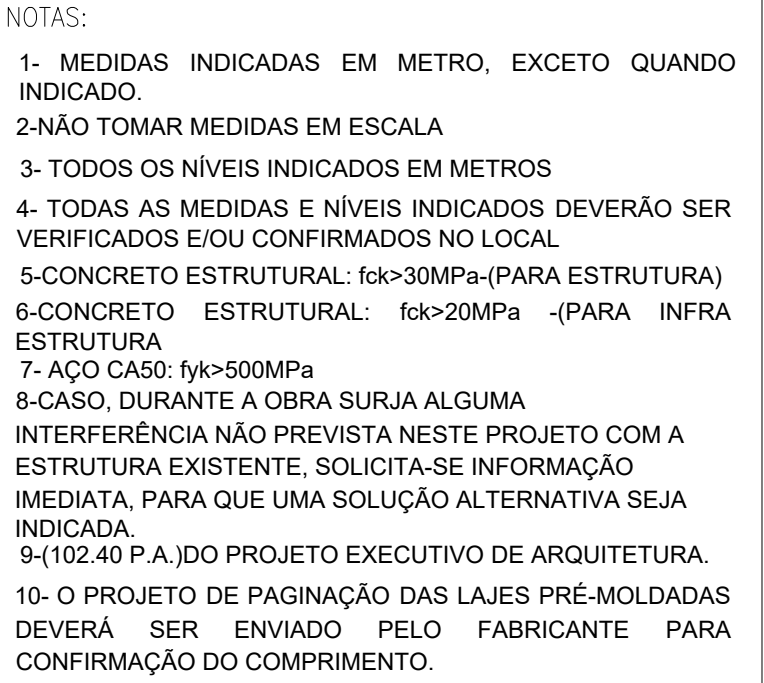 NOTAS:
1- MEDIDAS INDICADAS EM METRO, EXCETO QUANDO
INDICADO.
2-NÃO TOMAR MEDIDAS EM ESCALA
3- TODOS OS NÍVEIS INDICADOS EM METROS
4- TODAS AS MEDIDAS E NÍVEIS INDICADOS DEVERÃO SER
VERIFICADOS E/OU CONFIRMADOS NO LOCAL
5-CONCRETO ESTRUTURAL: fck>30MPa-(PARA ESTRUTURA)
6-CONCRETO ESTRUTURAL: fck>20MPa -(PARA INFRA
ESTRUTURA
7- AÇO CA50: fyk>500MPa
8-CASO, DURANTE A OBRA SURJA ALGUMA
INTERFERÊNCIA NÃO PREVISTA NESTE PROJETO COM A
ESTRUTURA EXISTENTE, SOLICITA-SE INFORMAÇÃO
IMEDIATA, PARA QUE UMA SOLUÇÃO ALTERNATIVA SEJA
INDICADA.
9-(102.40 P.A.)DO PROJETO EXECUTIVO DE ARQUITETURA.
10- O PROJETO DE PAGINAÇÃO DAS LAJES PRÉ-MOLDADAS
DEVERÁ SER ENVIADO PELO FABRICANTE PARA
CONFIRMAÇÃO DO COMPRIMENTO.